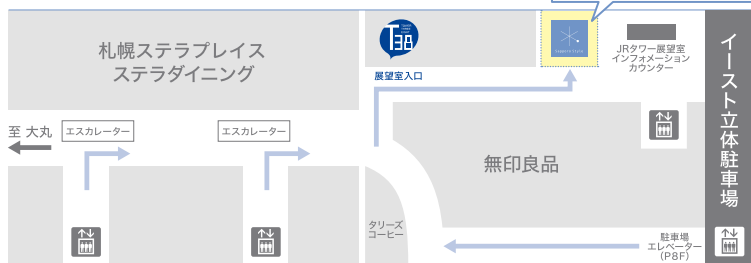 札幌ステラプレイス
ステラダイニング
T38
展望室入口
JRタワー展望室
インフォメーション
カウンター
イースト立体駐車場
至 大丸
エスカレーター
エスカレーター
無印良品
タリーズ
コーヒー
駐車場
エレベーター
(P8F)